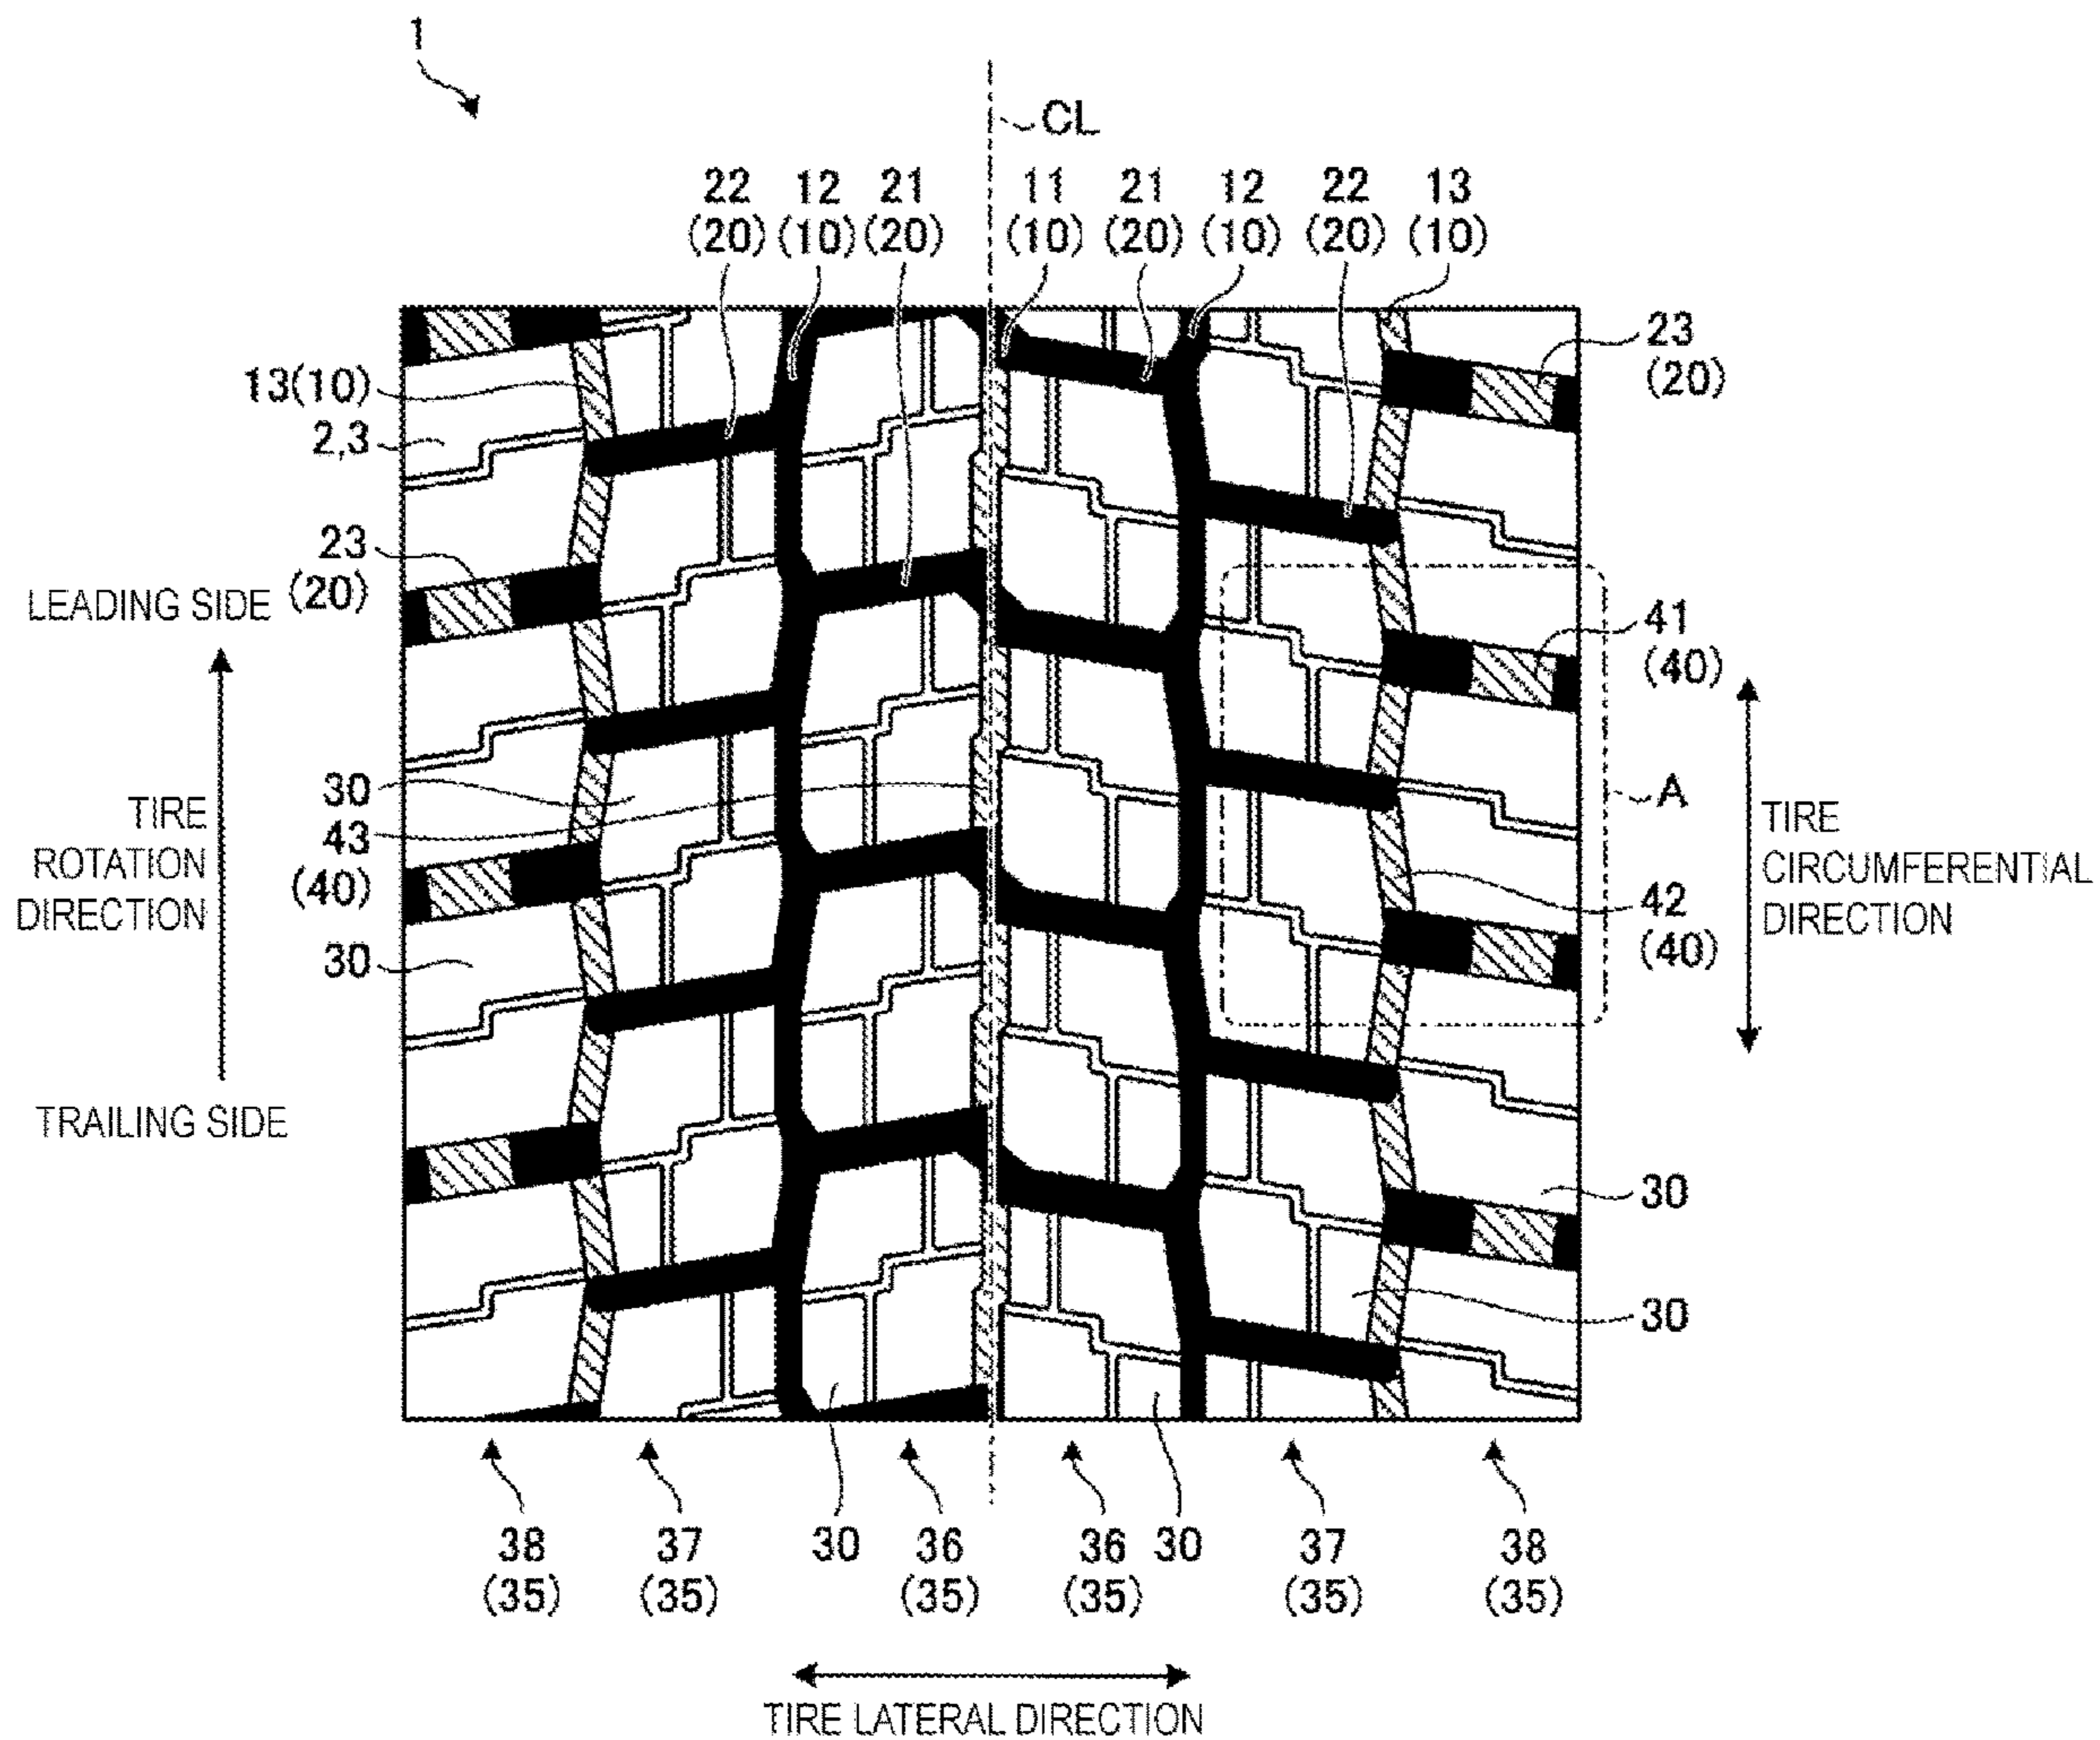 1
CL
22 12 21 11 21 12 22 13
(20) (10) (20) (10) (20) (10) (20) (10)
23
(20)
13(10)
2,3
23
(20)
LEADING SIDE
41
(40)
30
43
(40)
A
TIRE
ROTATION
DIRECTION
TIRE
CIRCUMFERENTIAL
DIRECTION
42
(40)
30
TRAILING SIDE
30
30
38 37 30 36 36 30 37 38
(35) (35) (35) (35) (35) (35)
TIRE LATERAL DIRECTION